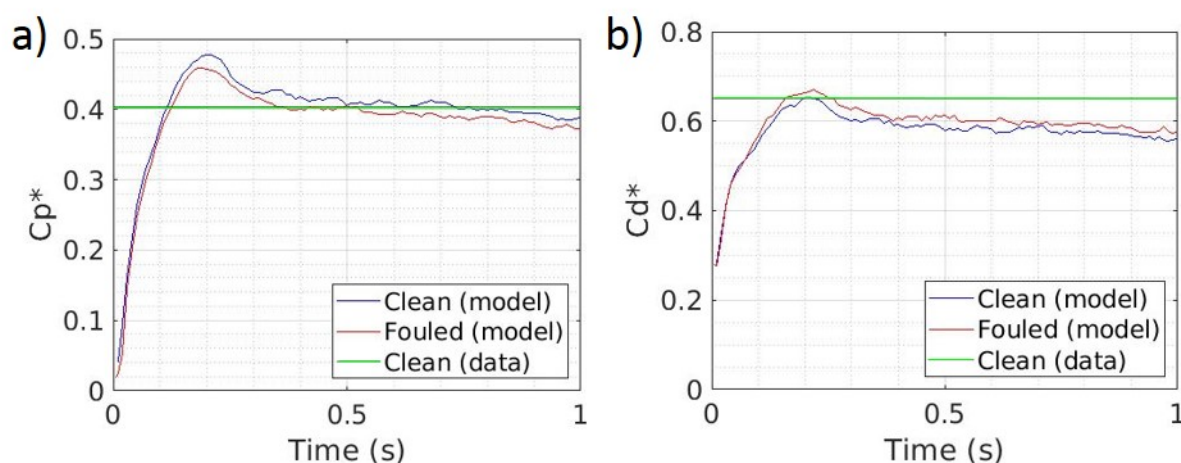 a)
0.5
0.4
0.3
0.2
0.1
0
Cp*
0
0.5
1
Time (s)
Clean (model)
Fouled (model)
Clean (data)
b)
0.8
0.6
0.4
0.2
0
Cd*
0
0.5
1
Time (s)
Clean (model)
Fouled (model)
Clean (data)